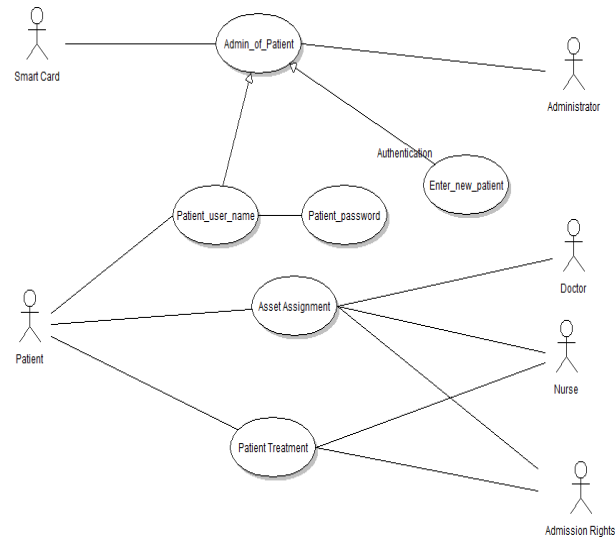 Admin_of_Patient
Smart Card
Administrator
Authentication
Enter_new_patient
Patient_user_name
Patient_password
Doctor
Asset Assignment
Patient
Nurse
Patient Treatment
Admission Rights